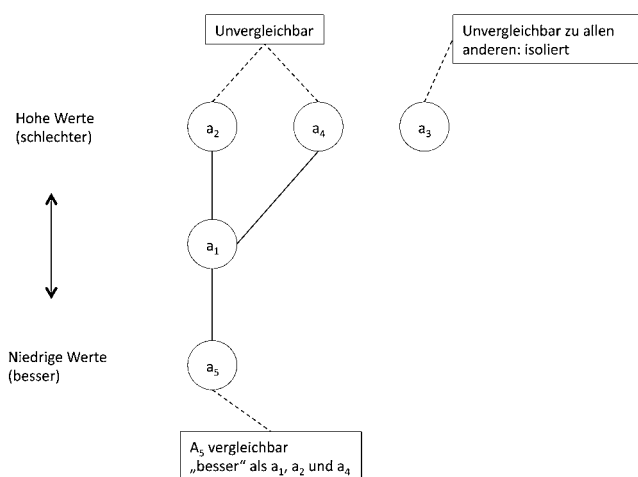 Unvergleichbar
Unvergleichbar zu allen
anderen: isoliert
Hohe Werte
(schlechter)
a2
a4
a3
a1
Niedrige Werte
(besser)
a5
A5 vergleichbar
„besser“ als a1, a2 und a4